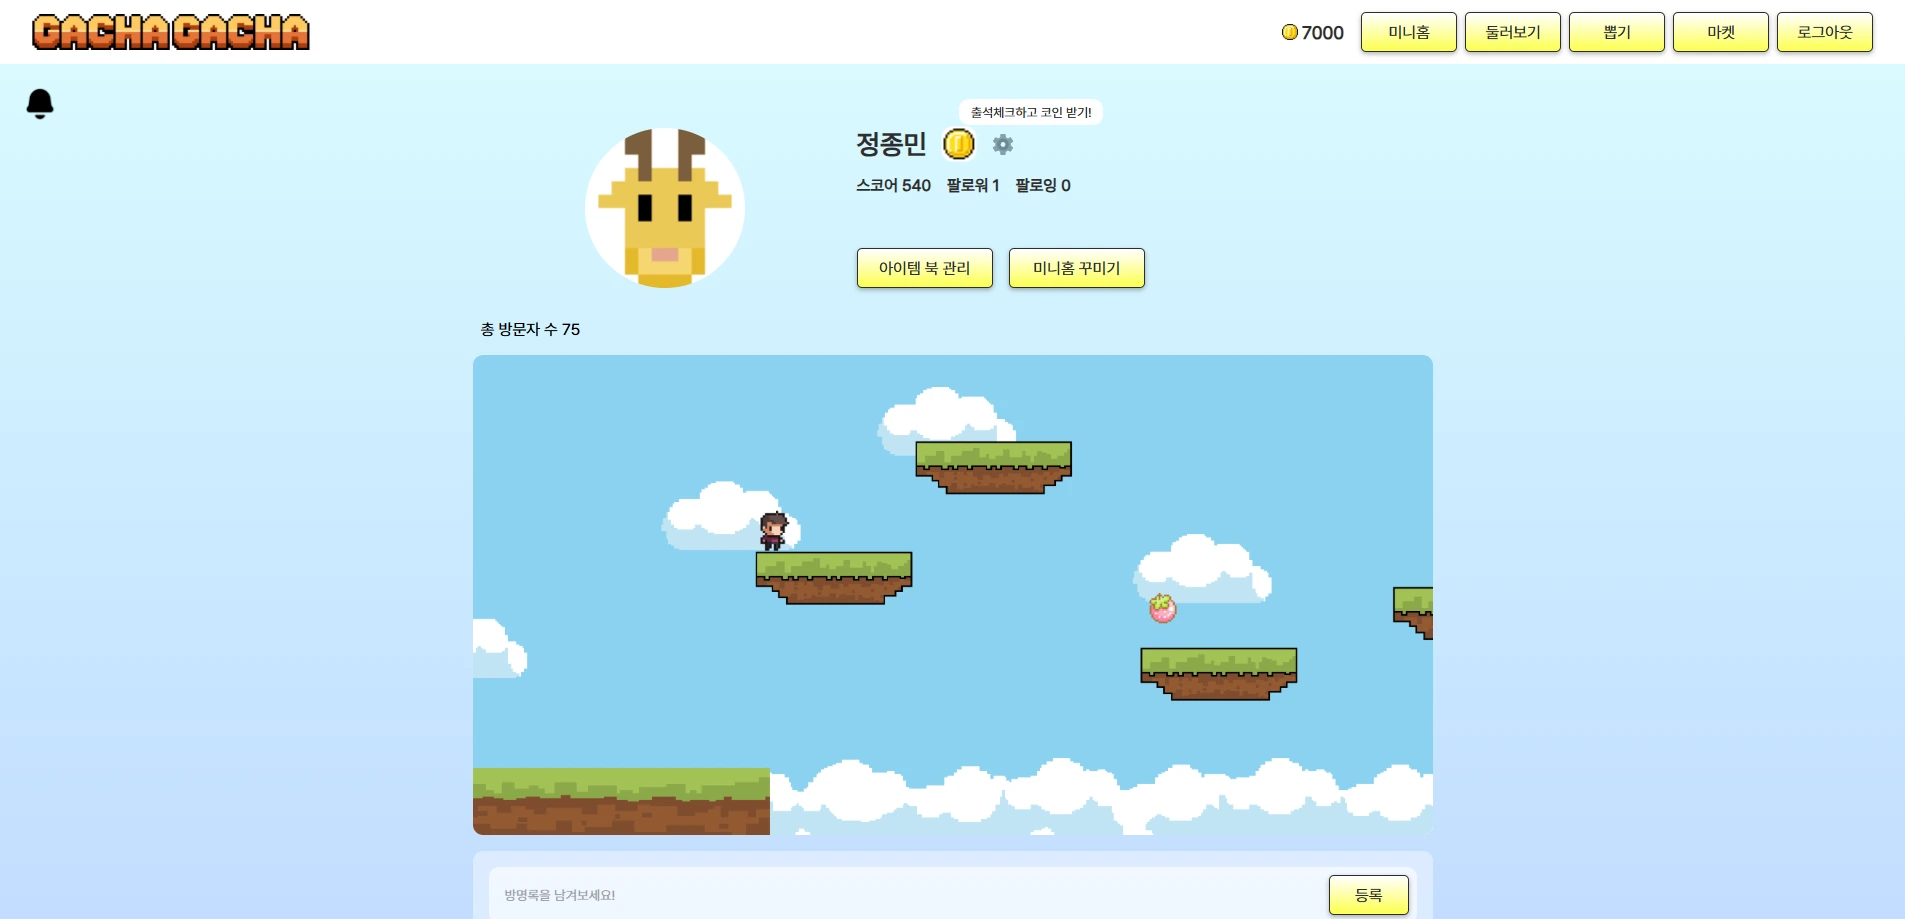 GACHA GACHA
7000 미니홈 둘러보기 뽑기 마켓 로그아웃
출석체크하고 코인 받기!
정종민
스코어 540 팔로워 1 팔로잉 0
아이템 북 관리 미니홈 꾸미기
총 방문자 수 75
방명록을 남겨보세요! 등록